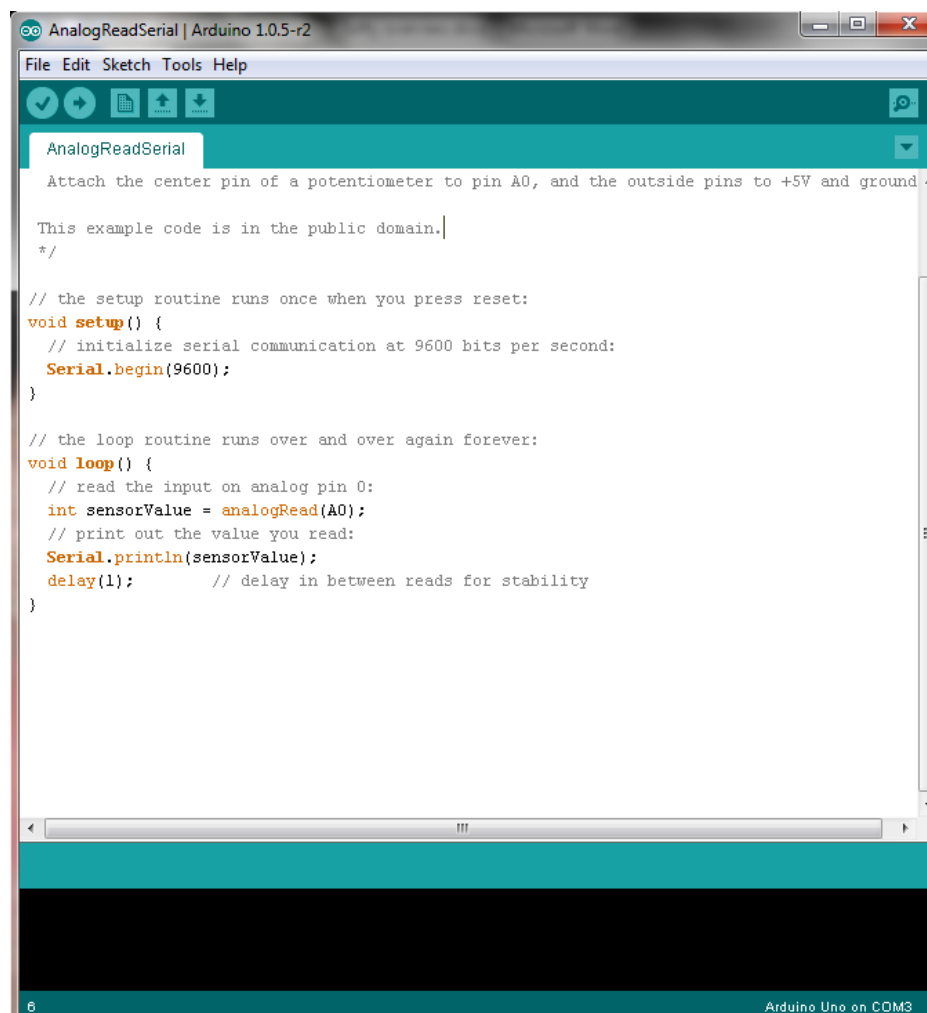 AnalogReadSerial | Arduino 1.0.5-r2
File Edit Sketch Tools Help
AnalogReadSerial
Attach the center pin of a potentiometer to pin A0, and the outside pins to +5V and ground
This example code is in the public domain.
*/
// the setup routine runs once when you press reset:
void setup() {
// initialize serial communication at 9600 bits per second:
Serial.begin(9600);
}
// the loop routine runs over and over again forever:
void loop() {
// read the input on analog pin 0:
int sensorValue = analogRead(A0);
// print out the value you read:
Serial.println(sensorValue);
delay(1);        // delay in between reads for stability
}
6
Arduino Uno on COM3